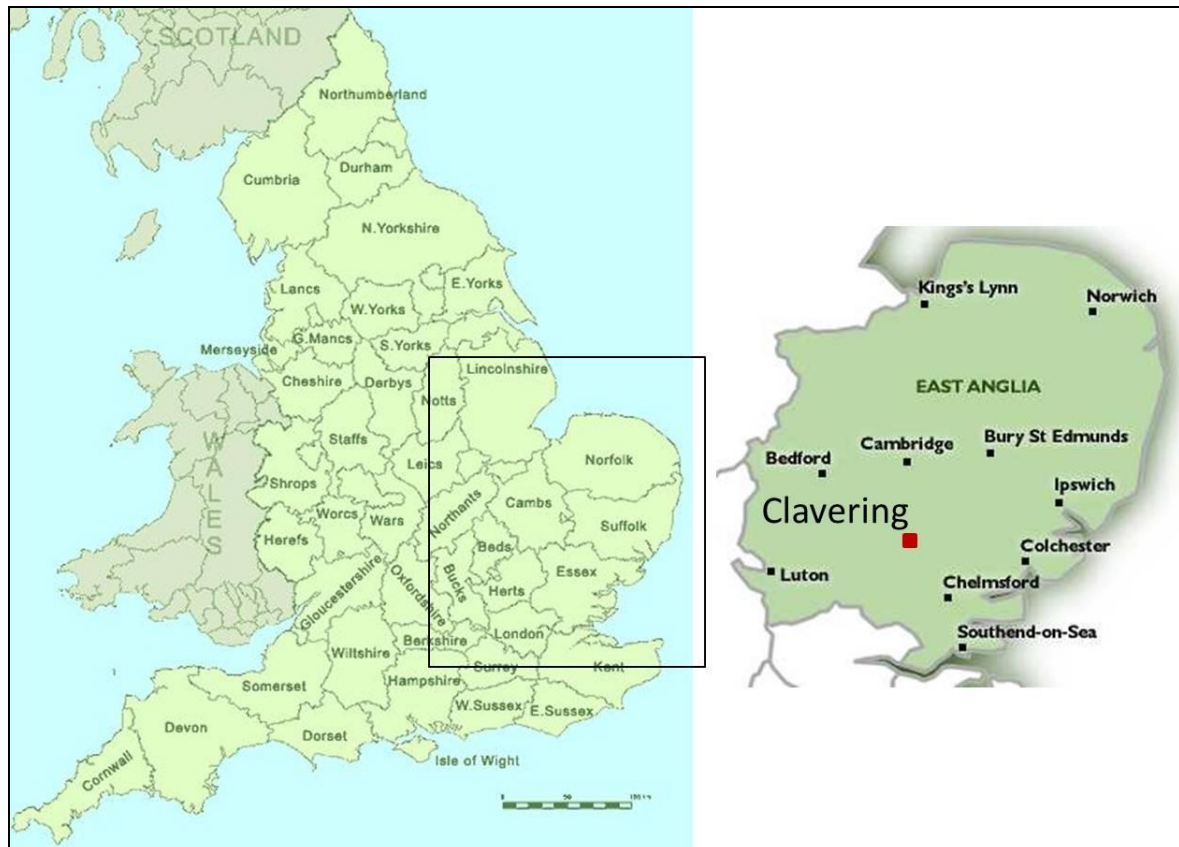 SCOTLAND
Northumberland
Durham
Cumbria
N.Yorkshire
Lancs
E.Yorks
W.Yorks
G.Mancs
S.Yorks
Merseyside
Lincolnshire
Cheshire
Derbys
Notts
WALES
Staffs
Leics
Norfolk
Shrops
Northants
Cambs
Worcs
Wars
Suffolk
Herefs
Beds
Bucks
Essex
Gloucestershire
Oxfordshire
Herts
London
Berkshire
Wiltshire
Surrey
Kent
Somerset
Hampshire
W.Sussex
E.Sussex
Devon
Dorset
Cornwall
Isle of Wight
0
King's Lynn
Norwich
EAST ANGLIA
Cambridge
Bury St Edmunds
Bedford
Ipswich
Clavering
Colchester
Luton
Chelmsford
Southend-on-Sea